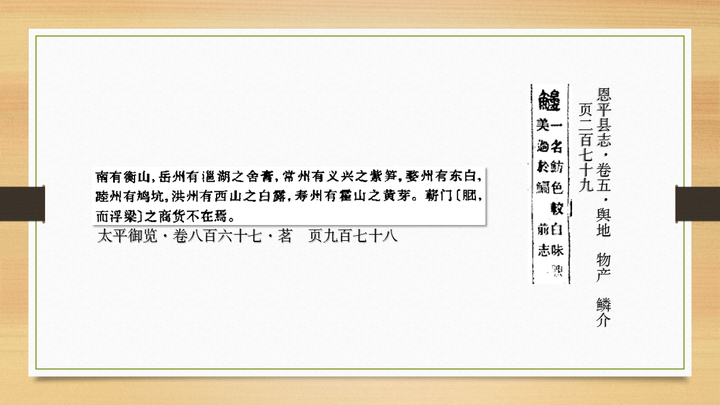 南有衡山，岳州有邕湖之含膏，常州有义兴之紫笋，婺州有东白，
睦州有鸠坑，洪州有西山之白露，寿州有霍山之黄芽。蕲门〔团，
而浮梁〕之商货不在焉。
太平御览·卷八百六十七·茗　页九百七十八
恩平县志·卷五·舆地　物产　鳞介
页二百七十九
一名鲂色较白味
美過於鯿　前志